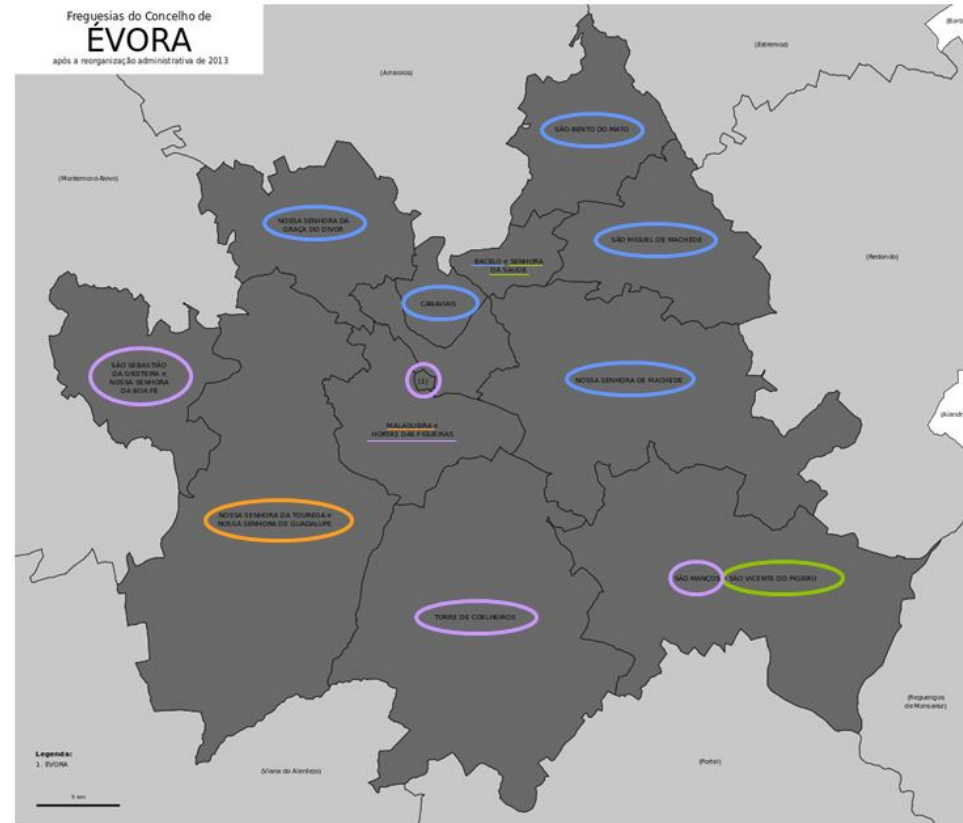 Freguesias do Concelho de
ÉVORA
após a reorganização administrativa de 2013
(Estremoz)
(Arraiolos)
SÃO BENTO DO MATO
(Montemoro-Novo)
NOSSA SENHORA DA
GRAÇA DO DIVOR
SÃO MIGUEL DE MACHEDE
(Redondo)
BACELO e SENHORA
DA SAÚDE
CANAVIAIS
SÃO SEBASTIÃO
DA GIESTEIRA e
NOSSA SENHORA
DA BOA FÉ
(1)
NOSSA SENHORA DE MACHEDE
MALAGUEIRA e
HORTAS DAS FIGUEIRAS
NOSSA SENHORA DA TOUREGA e
NOSSA SENHORA DE GUADALUPE
SÃO MANÇOS e SÃO VICENTE DO PIGEIRO
TORRE DE COELHEIROS
(Reguengos
de Monsaraz)
Legenda:
1. ÉVORA
(Viana do Alentejo)
(Portel)
5 km